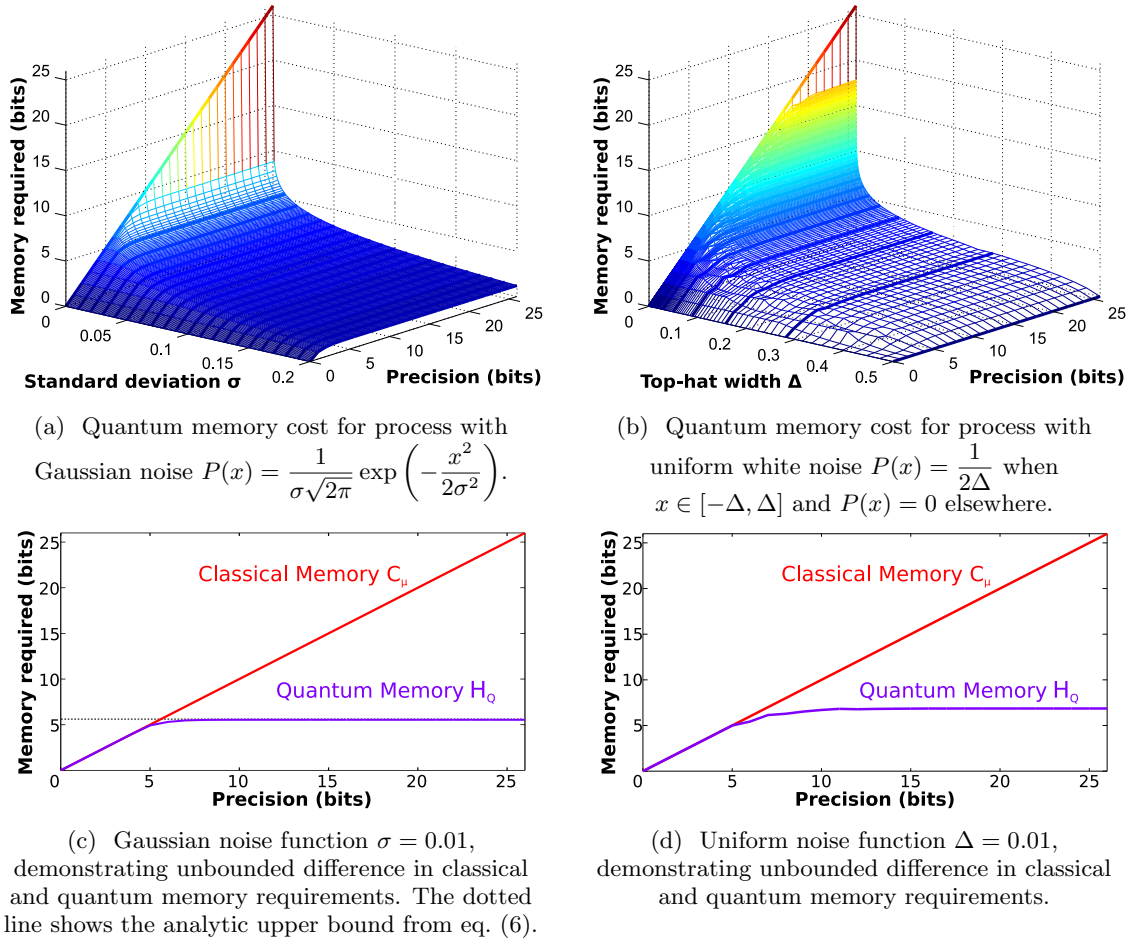 25
20
15
10
5
0
Memory required (bits)
0
0.05
0.1
0.15
0.2
Standard deviation σ
0
5
10
15
20
25
Precision (bits)
25
20
15
10
5
0
Memory required (bits)
0
0.1
0.2
0.3
0.4
0.5
Top-hat width Δ
0
5
10
15
20
25
Precision (bits)
(a) Quantum memory cost for process with
Gaussian noise P(x) = 1/(σ√2π) exp(−x²/2σ²).
(b) Quantum memory cost for process with
uniform white noise P(x) = 1/2Δ when
x ∈ [−Δ, Δ] and P(x) = 0 elsewhere.
25
20
15
10
5
Memory required (bits)
Classical Memory Cμ
Quantum Memory HQ
0
5
10
15
20
25
Precision (bits)
25
20
15
10
5
Memory required (bits)
Classical Memory Cμ
Quantum Memory HQ
0
5
10
15
20
25
Precision (bits)
(c) Gaussian noise function σ = 0.01,
demonstrating unbounded difference in classical
and quantum memory requirements. The dotted
line shows the analytic upper bound from eq. (6).
(d) Uniform noise function Δ = 0.01,
demonstrating unbounded difference in classical
and quantum memory requirements.